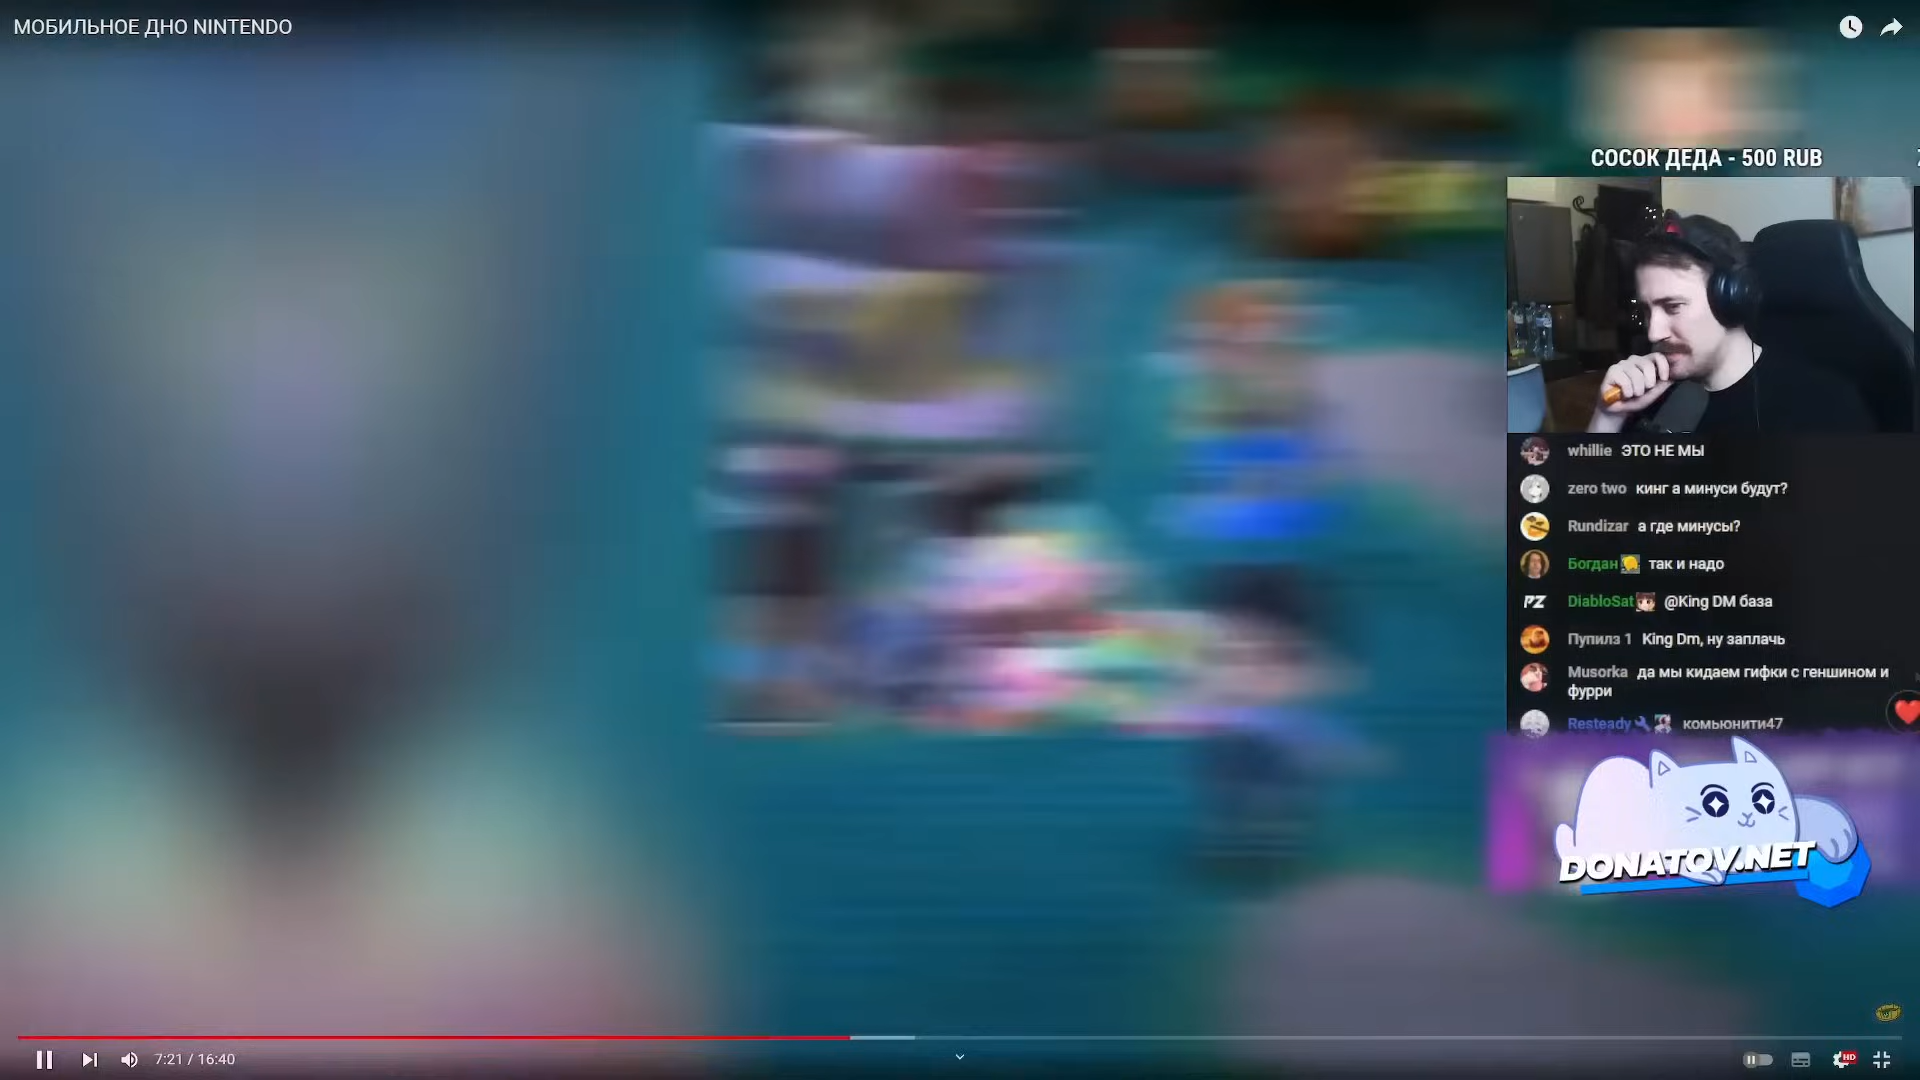 МОБИЛЬНОЕ ДНО NINTENDO
СОСОК ДЕДА - 500 RUB
whillie ЭТО НЕ МЫ
zero two кинг а минуси будут?
Rundizar а где минусы?
Богдан так и надо
PZ
DiabloSat @King DM база
Пупилз 1 King Dm, ну заплачь
Musorka да мы кидаем гифки с геншином и
фурри
Resteady комьюнити47
DONATOV.NET
7:21 / 16:40
HD